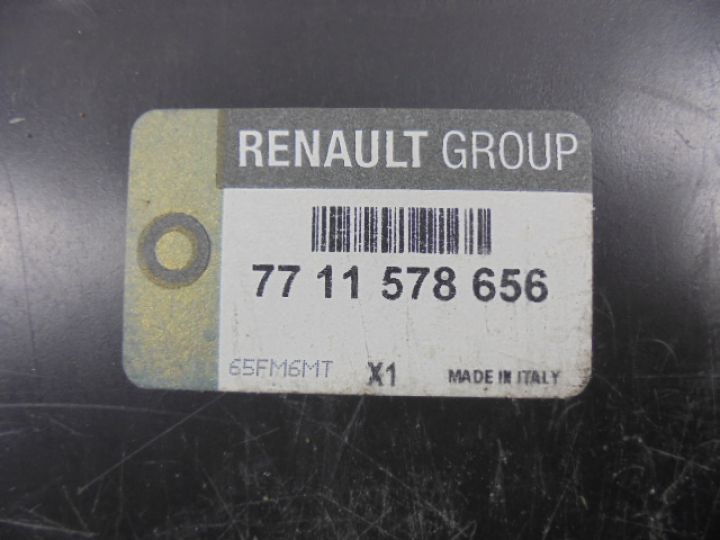 RENAULT GROUP
77 11 578 656
65FM6MT X1 MADE IN ITALY